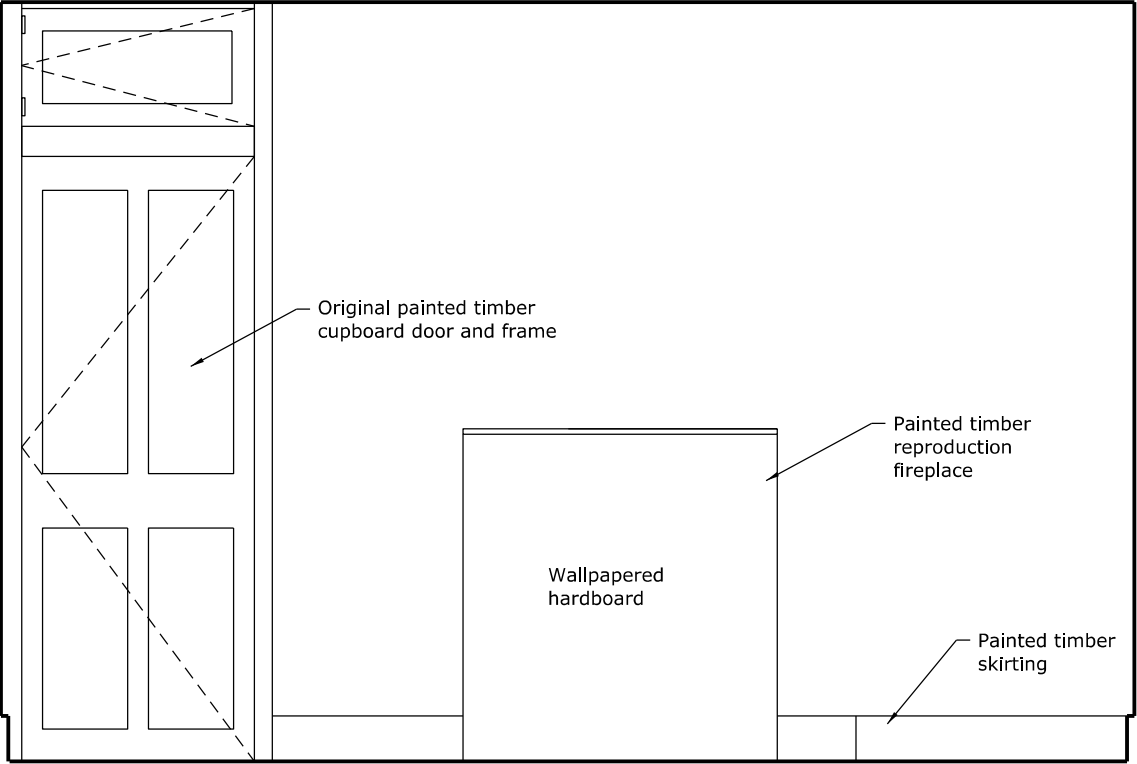 Original painted timber
cupboard door and frame
Painted timber
reproduction
fireplace
Wallpapered
hardboard
Painted timber
skirting